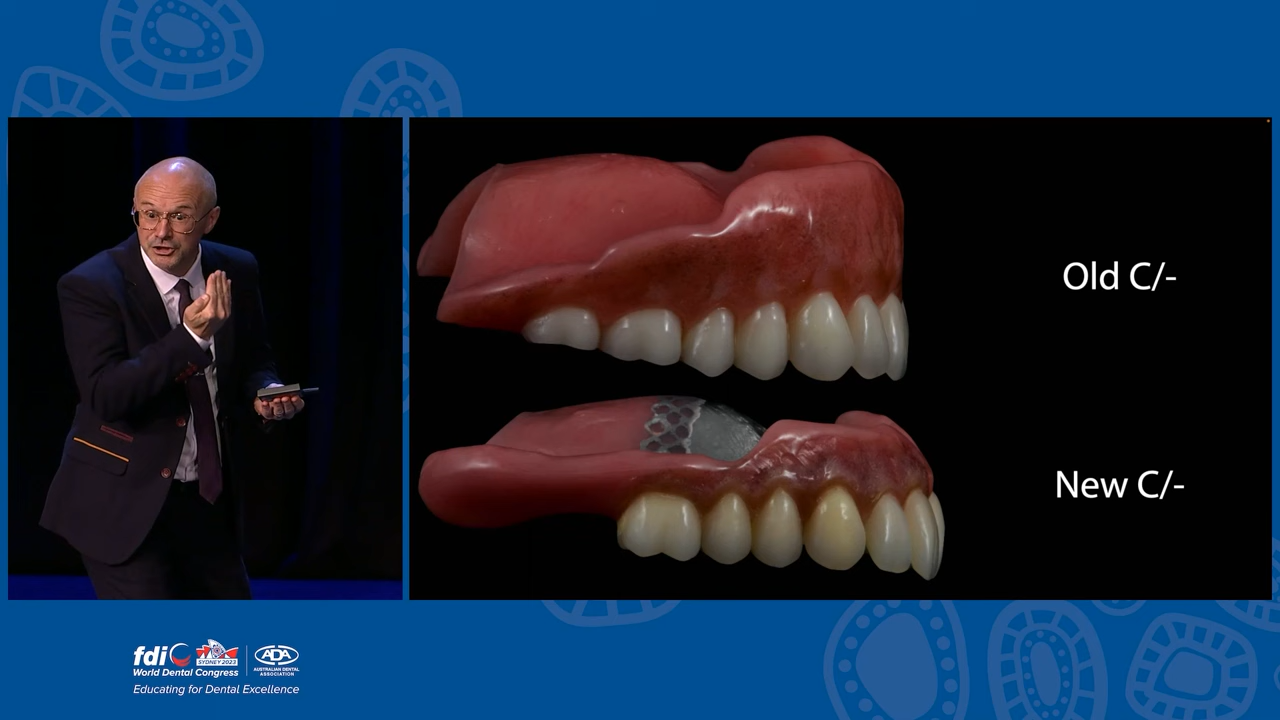 Old C/-
New C/-
fdi
SYDNEY 2023
World Dental Congress
ADA
AUSTRALIAN DENTAL
ASSOCIATION
Educating for Dental Excellence